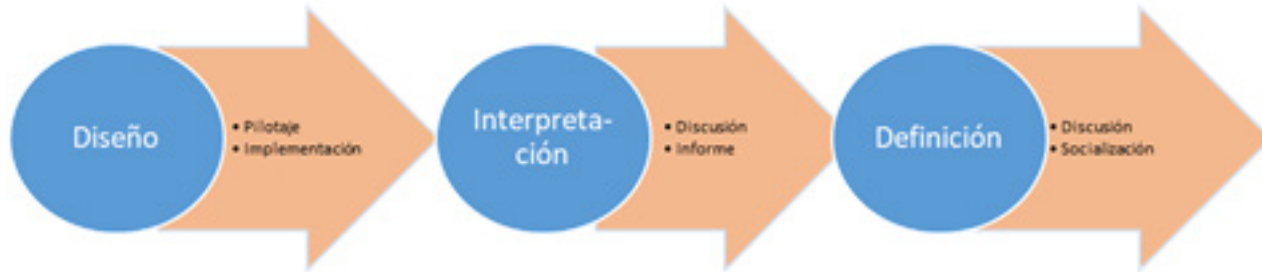 Diseño
• Pilotaje
• Implementación
Interpreta-
ción
• Discusión
• Informe
Definición
• Discusión
• Socialización